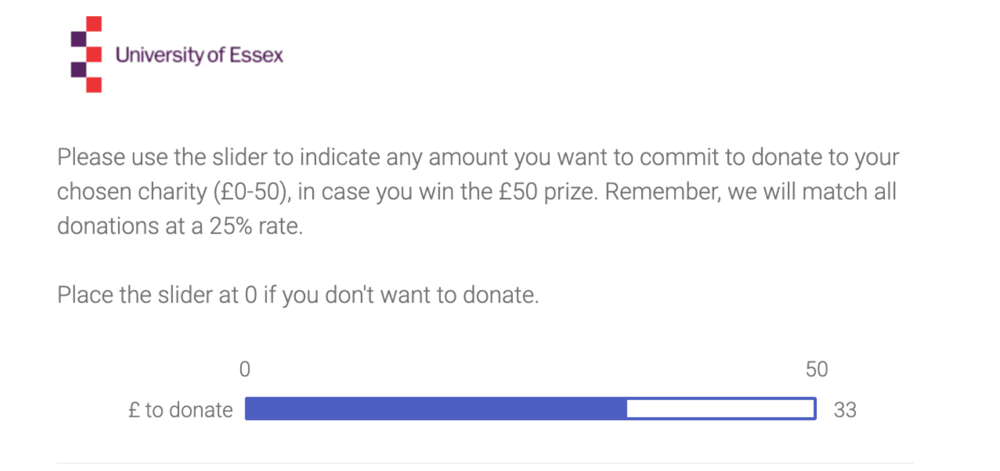 University of Essex
Please use the slider to indicate any amount you want to commit to donate to your
chosen charity (£0-50), in case you win the £50 prize. Remember, we will match all
donations at a 25% rate.
Place the slider at 0 if you don't want to donate.
0 50
£ to donate 33